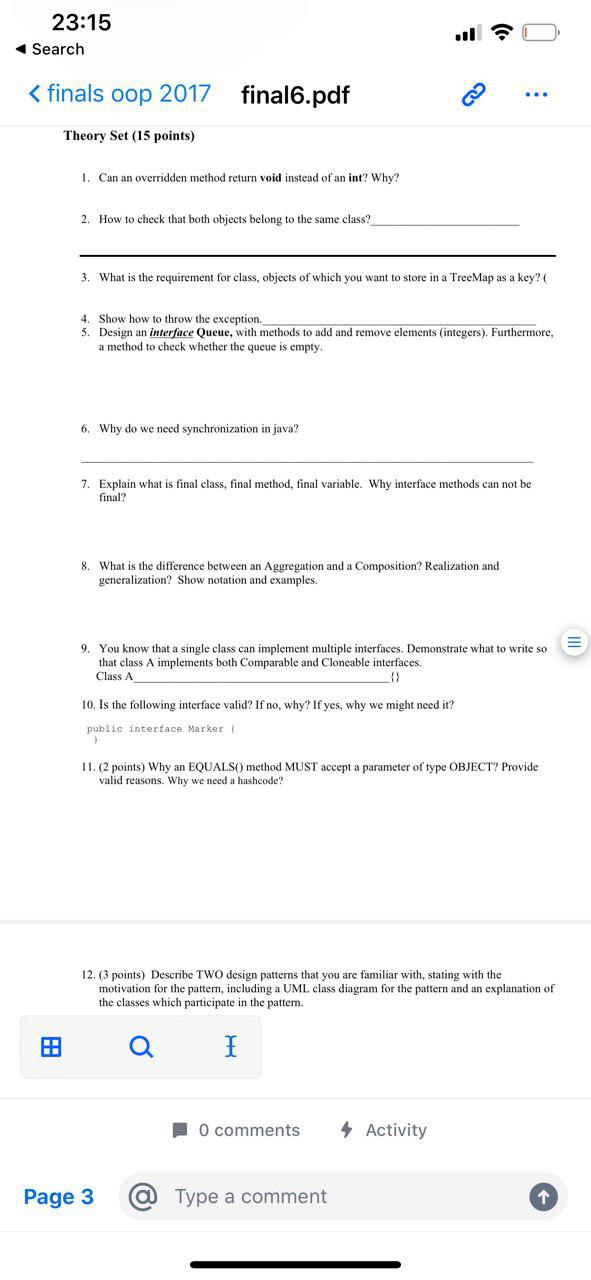 23:15
Search
finals oop 2017 final6.pdf
Theory Set (15 points)
1. Can an overridden method return void instead of an int? Why?
2. How to check that both objects belong to the same class?
3. What is the requirement for class, objects of which you want to store in a TreeMap as a key? (
4. Show how to throw the exception.
5. Design an interface Queue, with methods to add and remove elements (integers). Furthermore,
a method to check whether the queue is empty.
6. Why do we need synchronization in java?
7. Explain what is final class, final method, final variable. Why interface methods can not be
final?
8. What is the difference between an Aggregation and a Composition? Realization and
generalization? Show notation and examples.
9. You know that a single class can implement multiple interfaces. Demonstrate what to write so
that class A implements both Comparable and Cloneable interfaces.
Class A_____{}
10. Is the following interface valid? If no, why? If yes, why we might need it?
public interface Marker {
}
11. (2 points) Why an EQUALS() method MUST accept a parameter of type OBJECT? Provide
valid reasons. Why we need a hashcode?
12. (3 points) Describe TWO design patterns that you are familiar with, stating with the
motivation for the pattern, including a UML class diagram for the pattern and an explanation of
the classes which participate in the pattern.
0 comments Activity
Page 3 @ Type a comment